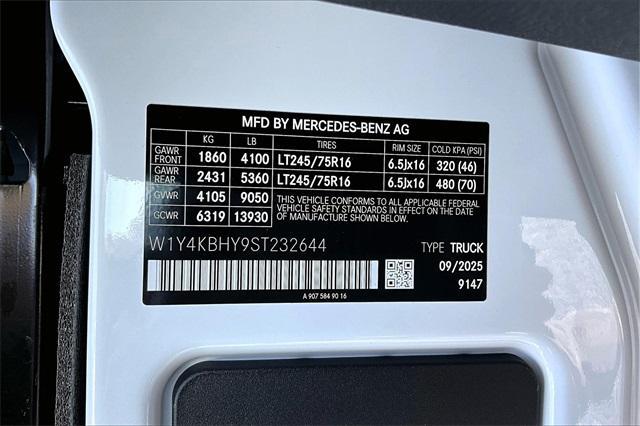 MFD BY MERCEDES-BENZ AG
KG LB TIRES RIM SIZE COLD KPA (PSI)
GAWR FRONT 1860 4100 LT245/75R16 6.5Jx16 320 (46)
GAWR REAR 2431 5360 LT245/75R16 6.5Jx16 480 (70)
GVWR 4105 9050 THIS VEHICLE CONFORMS TO ALL APPLICABLE FEDERAL
GCWR 6319 13930 MOTOR VEHICLE SAFETY STANDARDS IN EFFECT ON THE DATE
OF MANUFACTURE SHOWN.
W1Y4KBHY9ST232644 TYPE TRUCK
09/2025
9147
A 907 584 90 16